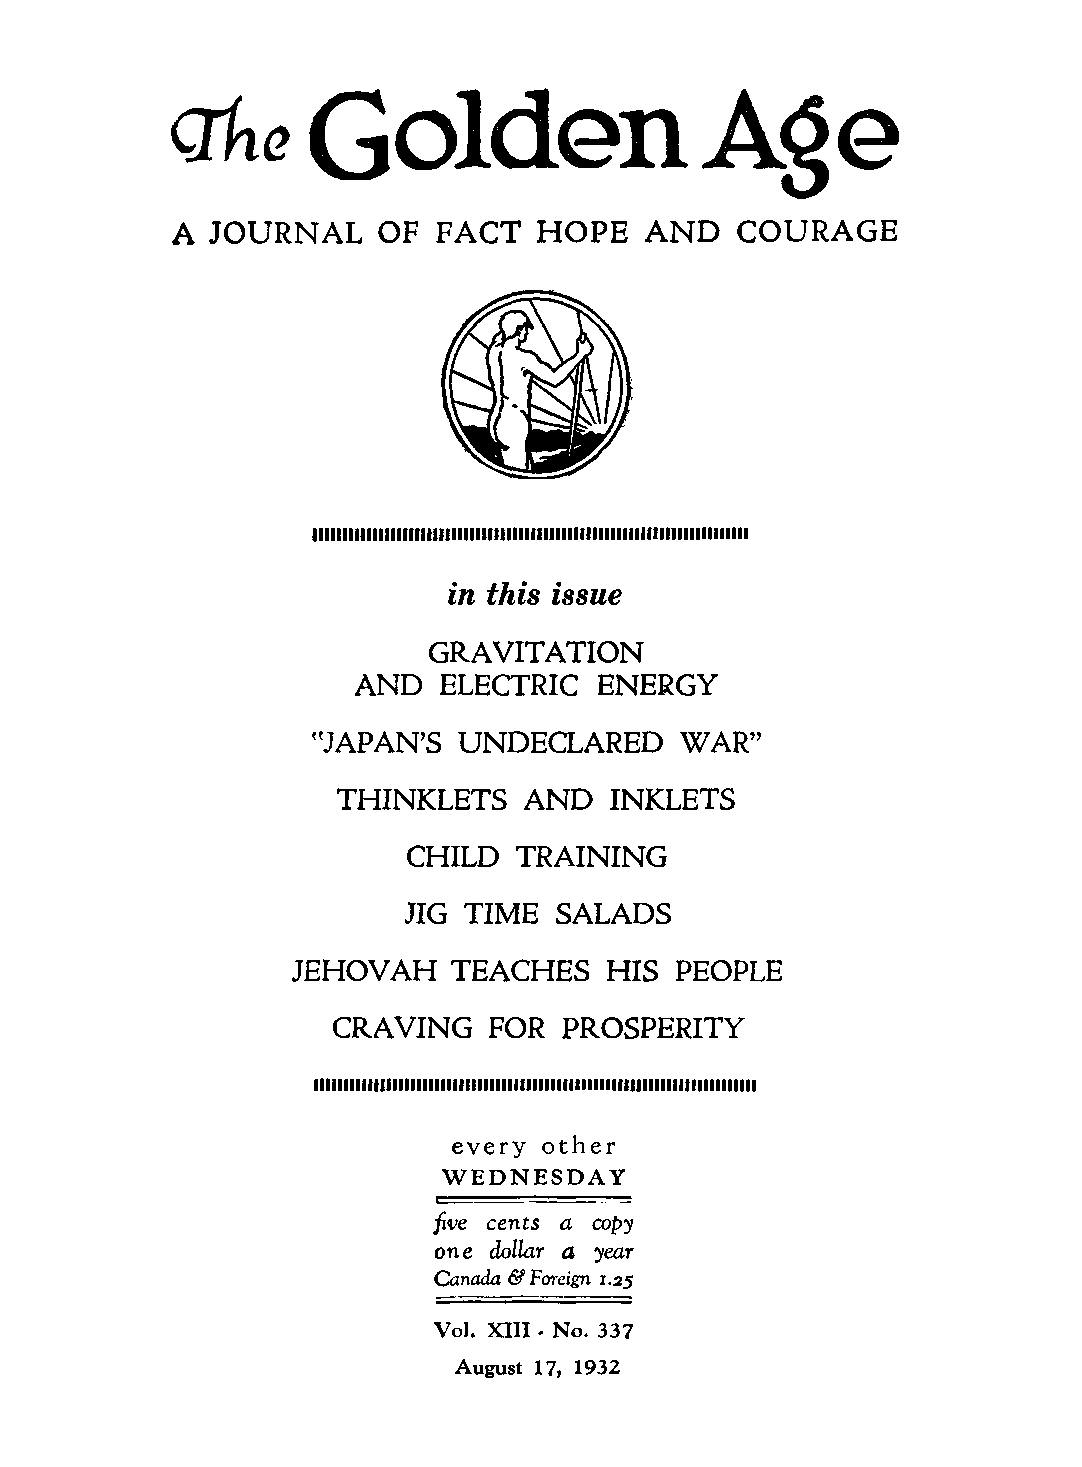 The Golden Age
A JOURNAL OF FACT HOPE AND COURAGE
in this issue
GRAVITATION
AND ELECTRIC ENERGY
"JAPAN'S UNDECLARED WAR"
THINKLETS AND INKLETS
CHILD TRAINING
JIG TIME SALADS
JEHOVAH TEACHES HIS PEOPLE
CRAVING FOR PROSPERITY
every other
WEDNESDAY
five cents a copy
one dollar a year
Canada & Foreign 1.25
Vol. XIII - No. 337
August 17, 1932